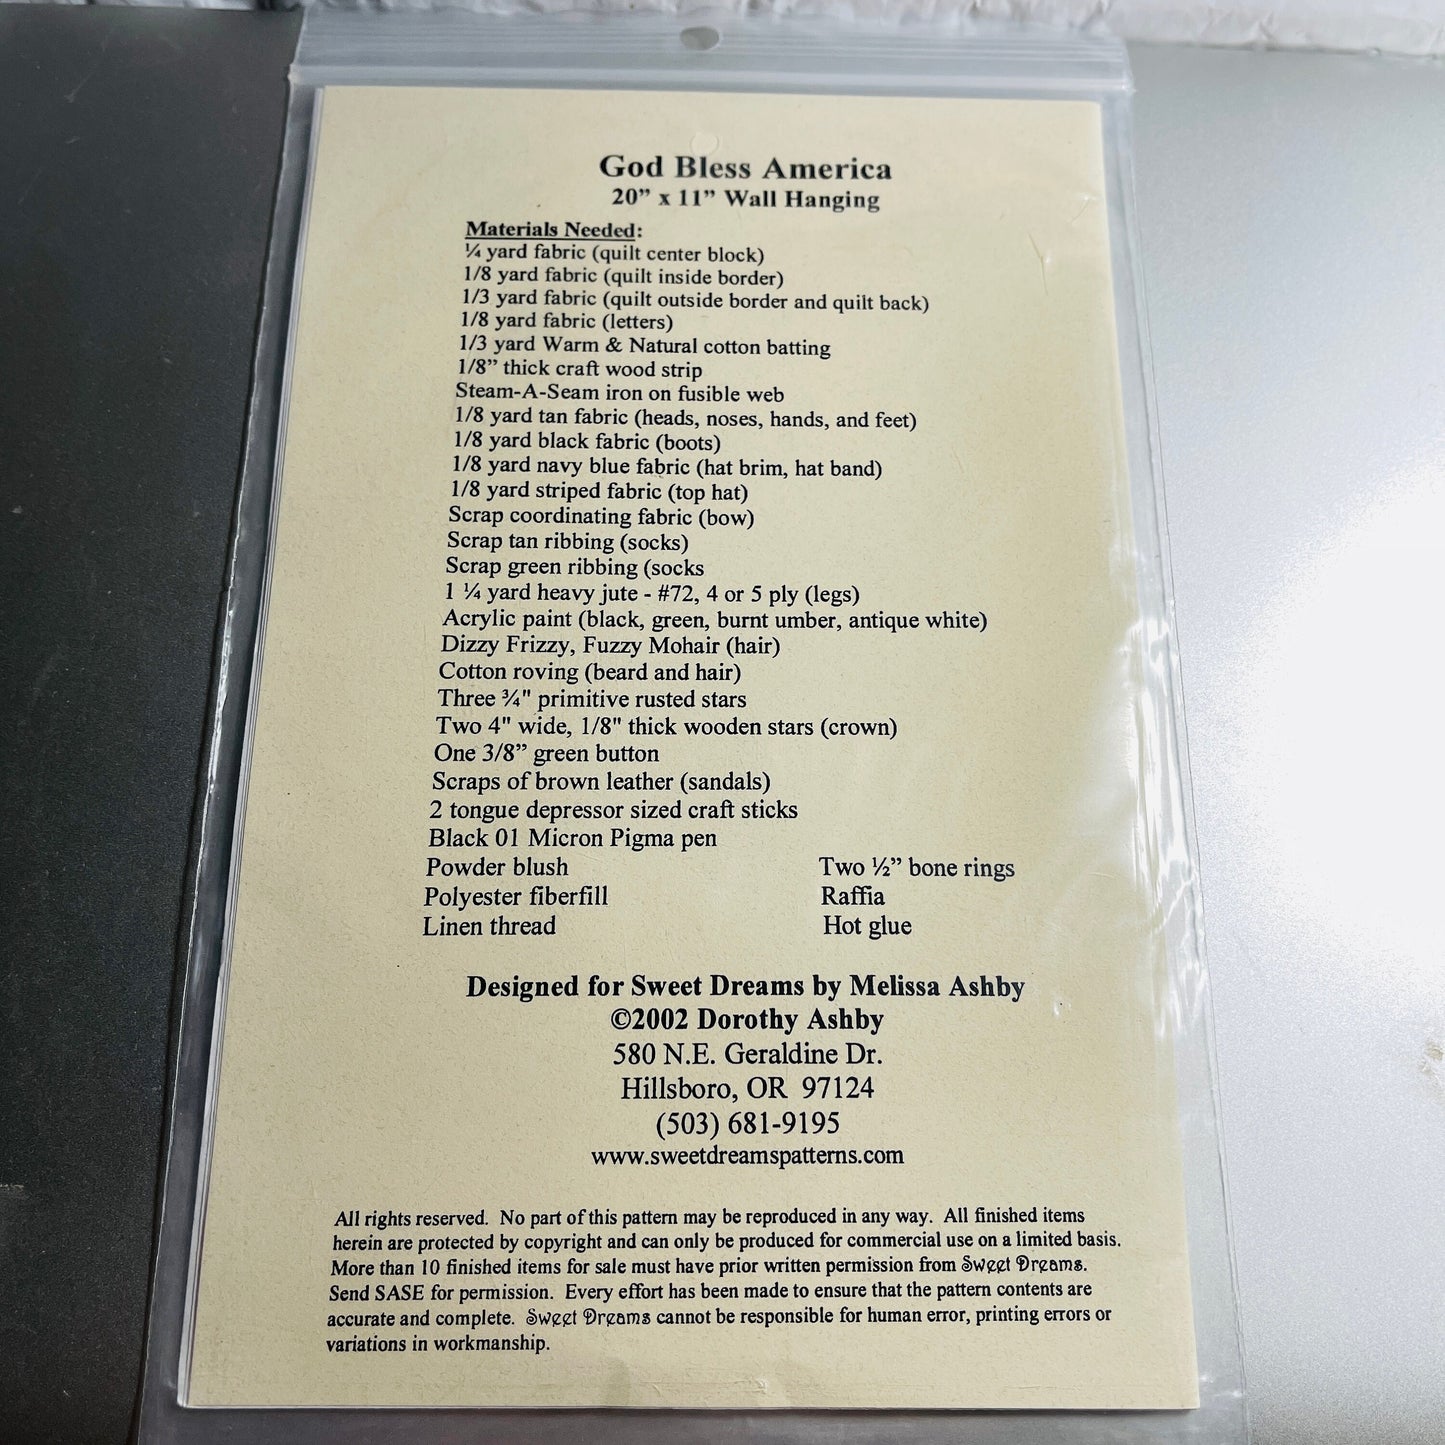 God Bless America
20” x 11” Wall Hanging
Materials Needed:
¼ yard fabric (quilt center block)
1/8 yard fabric (quilt inside border)
1/3 yard fabric (quilt outside border and quilt back)
1/8 yard fabric (letters)
1/3 yard Warm & Natural cotton batting
1/8” thick craft wood strip
Steam-A-Seam iron on fusible web
1/8 yard tan fabric (heads, noses, hands, and feet)
1/8 yard black fabric (boots)
1/8 yard navy blue fabric (hat brim, hat band)
1/8 yard striped fabric (top hat)
Scrap coordinating fabric (bow)
Scrap tan ribbing (socks)
Scrap green ribbing (socks
1 ¼ yard heavy jute - #72, 4 or 5 ply (legs)
Acrylic paint (black, green, burnt umber, antique white)
Dizzy Frizzy, Fuzzy Mohair (hair)
Cotton roving (beard and hair)
Three ¾" primitive rusted stars
Two 4" wide, 1/8" thick wooden stars (crown)
One 3/8” green button
Scraps of brown leather (sandals)
2 tongue depressor sized craft sticks
Black 01 Micron Pigma pen
Powder blush Two ½” bone rings
Polyester fiberfill Raffia
Linen thread Hot glue
Designed for Sweet Dreams by Melissa Ashby
©2002 Dorothy Ashby
580 N.E. Geraldine Dr.
Hillsboro, OR 97124
(503) 681-9195
www.sweetdreamspatterns.com
All rights reserved. No part of this pattern may be reproduced in any way. All finished items
herein are protected by copyright and can only be produced for commercial use on a limited basis.
More than 10 finished items for sale must have prior written permission from Sweet Dreams.
Send SASE for permission. Every effort has been made to ensure that the pattern contents are
accurate and complete. Sweet Dreams cannot be responsible for human error, printing errors or
variations in workmanship.